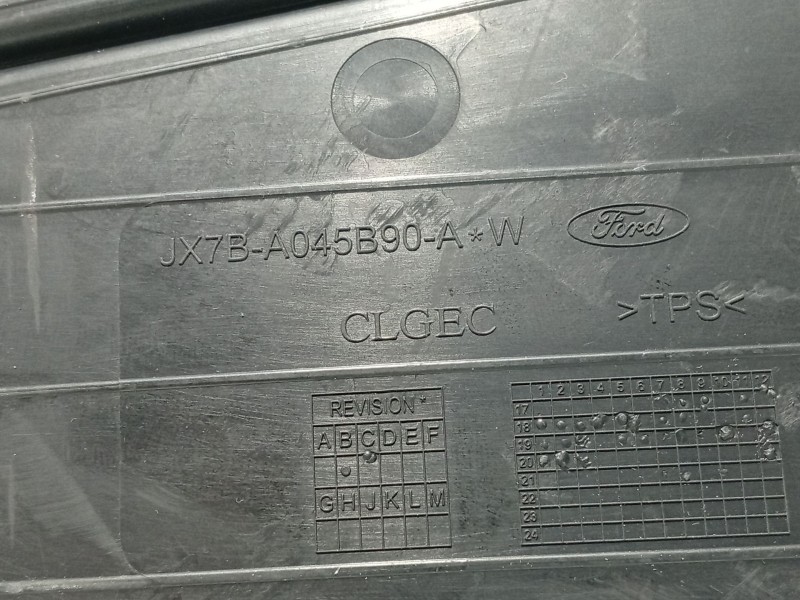 JX7B-A045B90-A*W
Ford
CLGEC
>TPS<
REVISION*
A B C D E F
G H J K L M
1 2 3 4 5 6 7 8 9 10 11 12
17
18
19
20
21
22
23
24